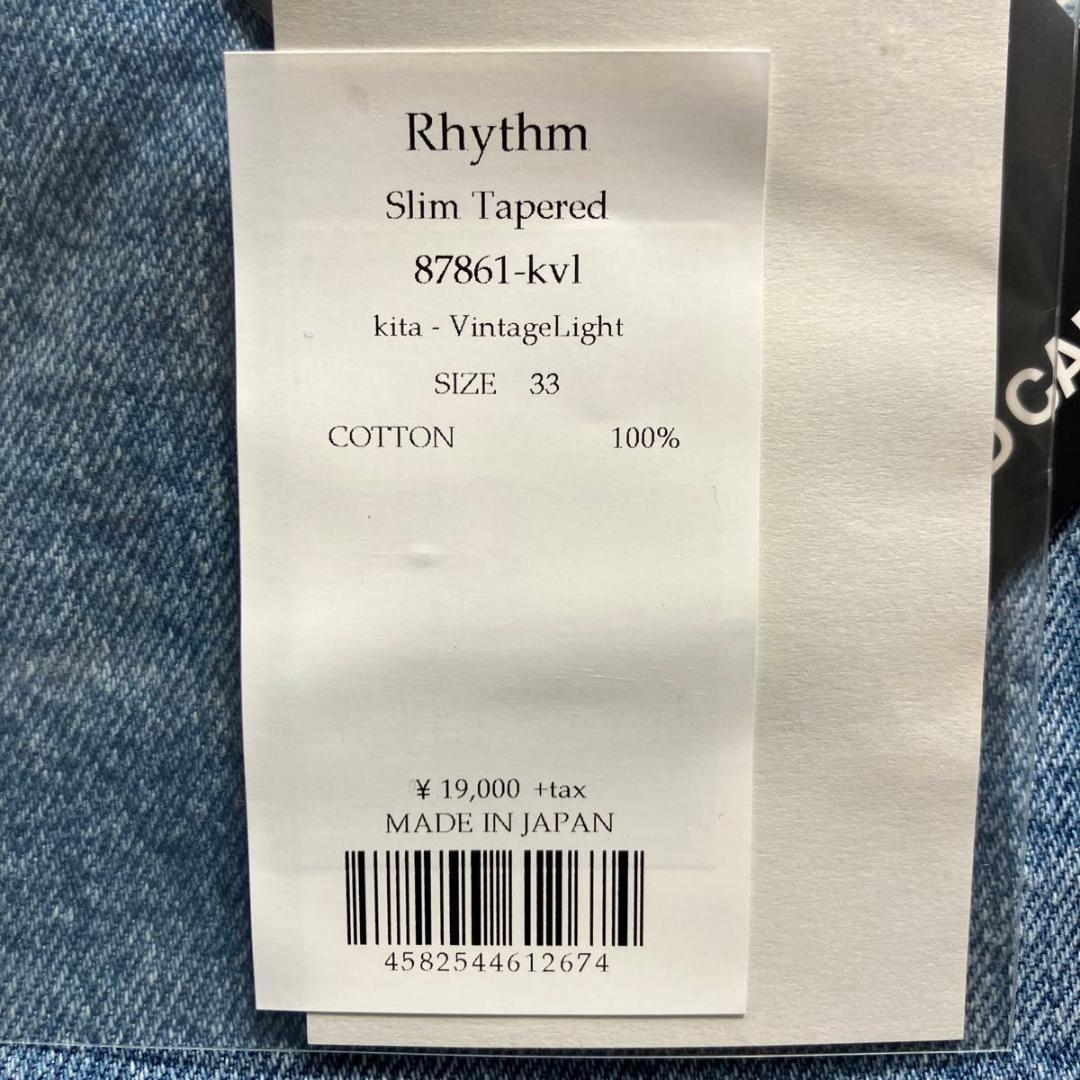 Rhythm
Slim Tapered
87861-kvl
kita - VintageLight
SIZE 33
COTTON 100%
¥ 19,000 +tax
MADE IN JAPAN
4582544612674